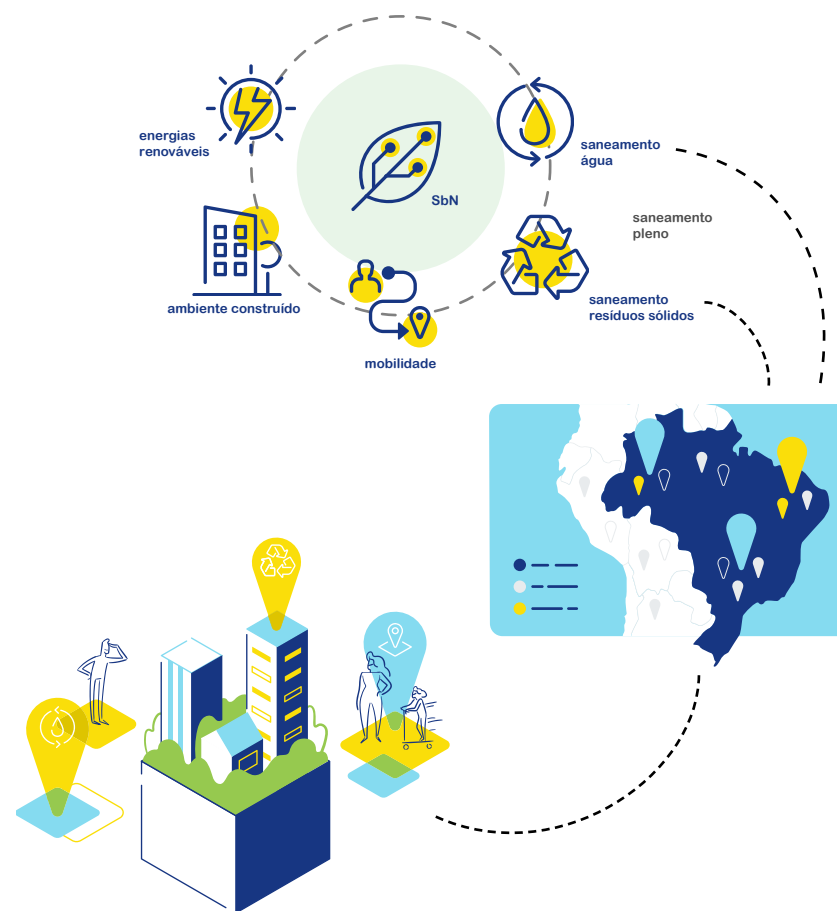 energias
renováveis
SbN
saneamento
água
saneamento
pleno
ambiente construído
saneamento
resíduos sólidos
mobilidade